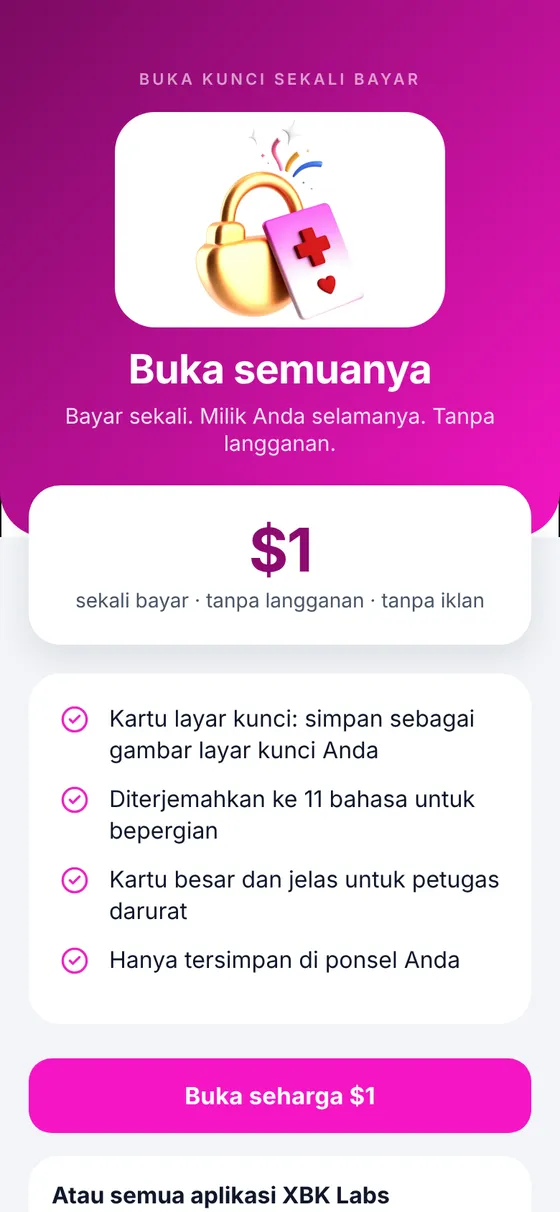 BUKA KUNCI SEKALI BAYAR
Buka semuanya
Bayar sekali. Milik Anda selamanya. Tanpa
langganan.
$1
sekali bayar · tanpa langganan · tanpa iklan
Kartu layar kunci: simpan sebagai
gambar layar kunci Anda
Diterjemahkan ke 11 bahasa untuk
bepergian
Kartu besar dan jelas untuk petugas
darurat
Hanya tersimpan di ponsel Anda
Buka seharga $1
Atau semua aplikasi XBK Labs